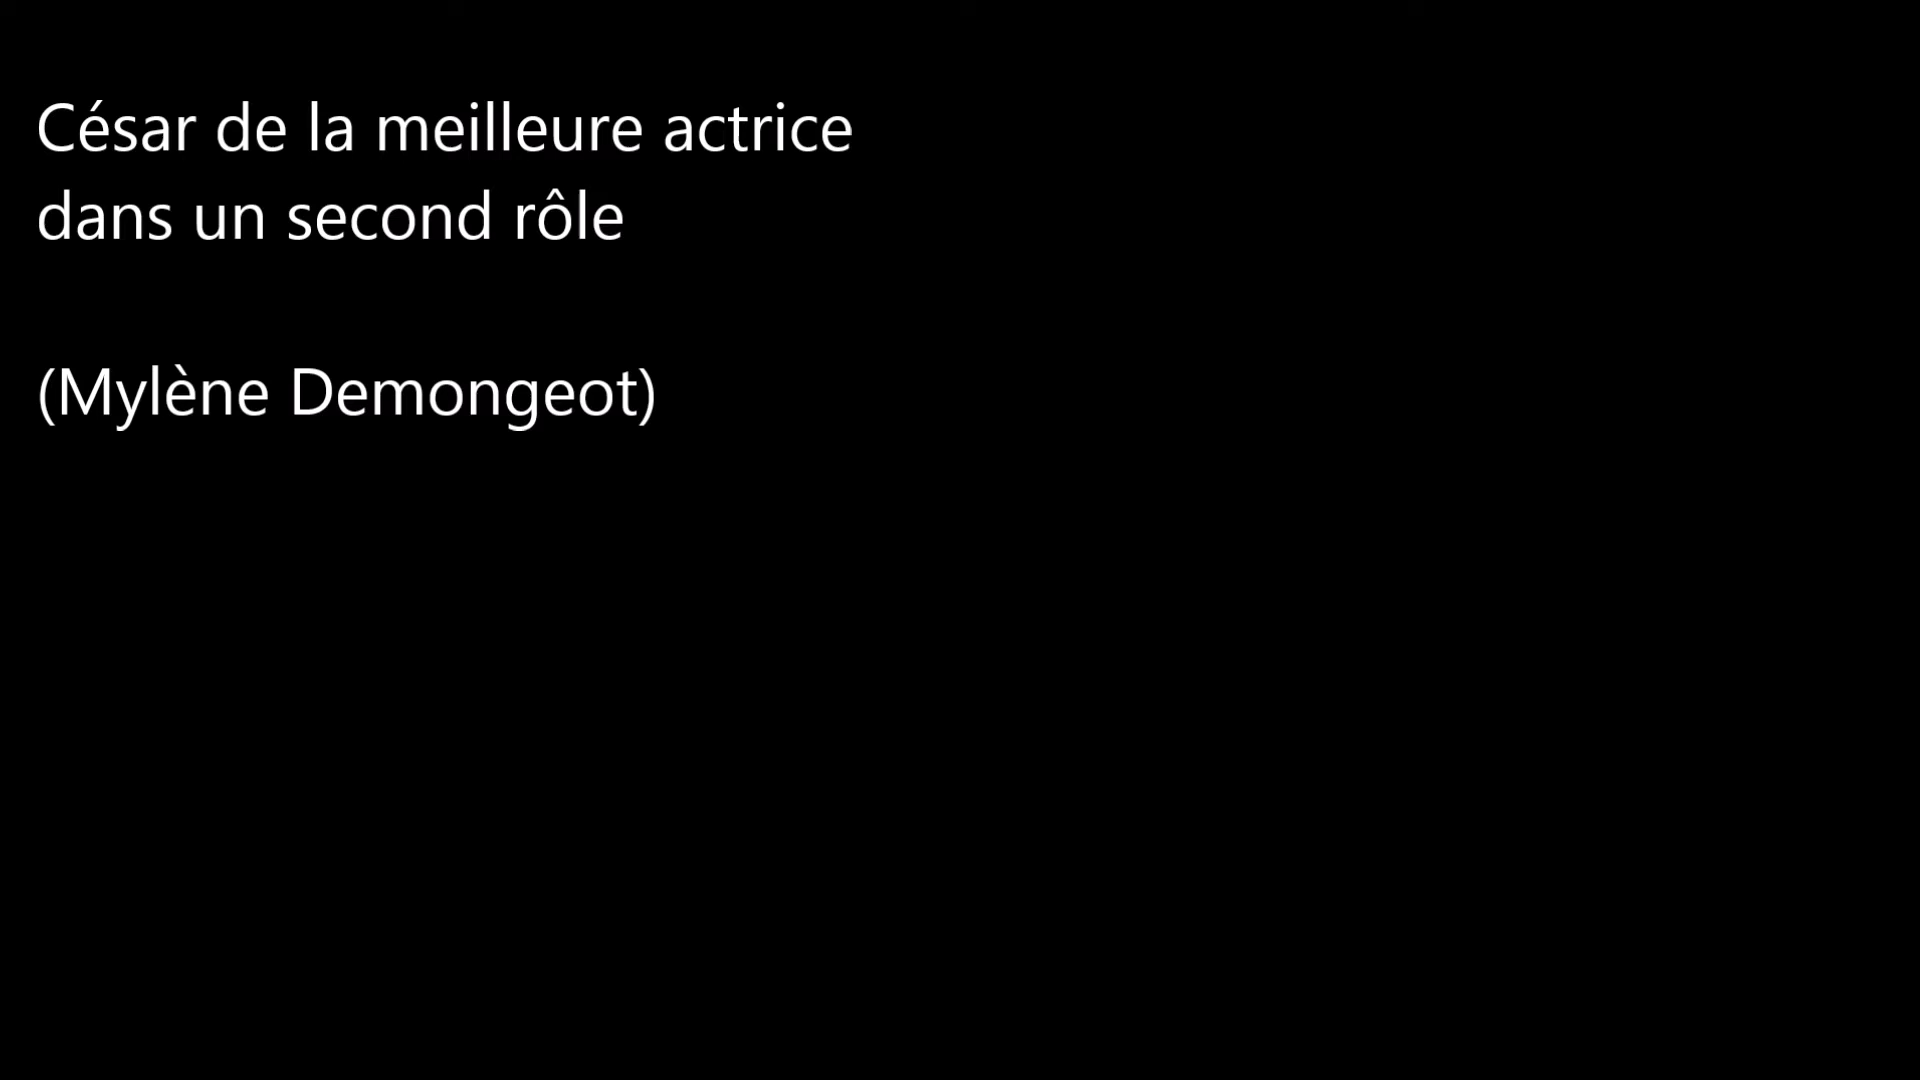 César de la meilleure actrice
dans un second rôle
(Mylène Demongeot)